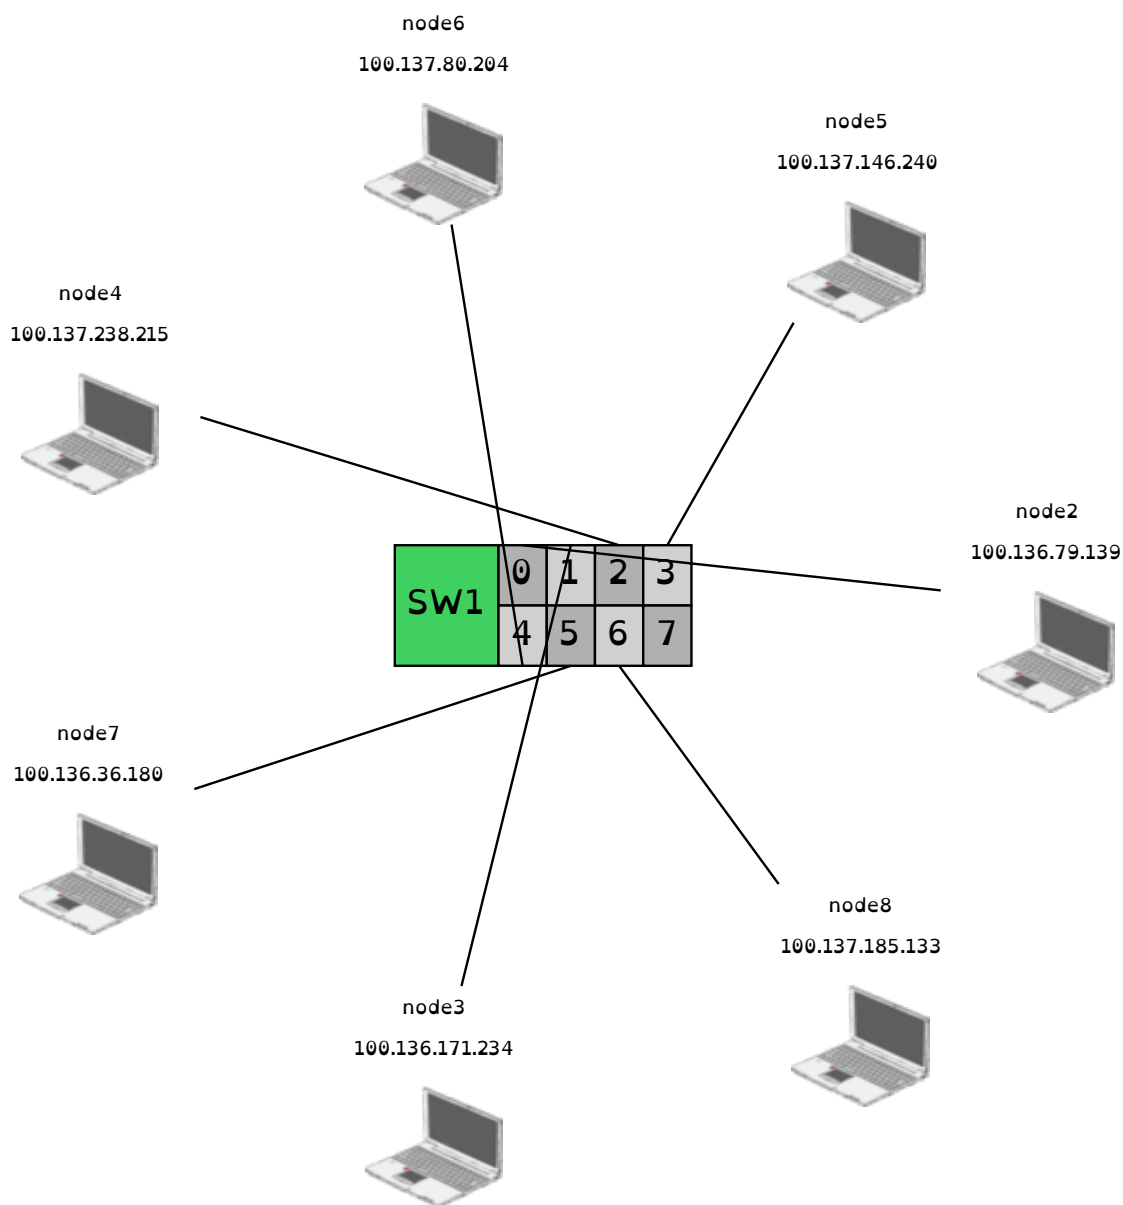 node6
100.137.80.204
node5
100.137.146.240
node4
100.137.238.215
node2
100.136.79.139
SW1
0 1 2 3
4 5 6 7
node7
100.136.36.180
node8
100.137.185.133
node3
100.136.171.234